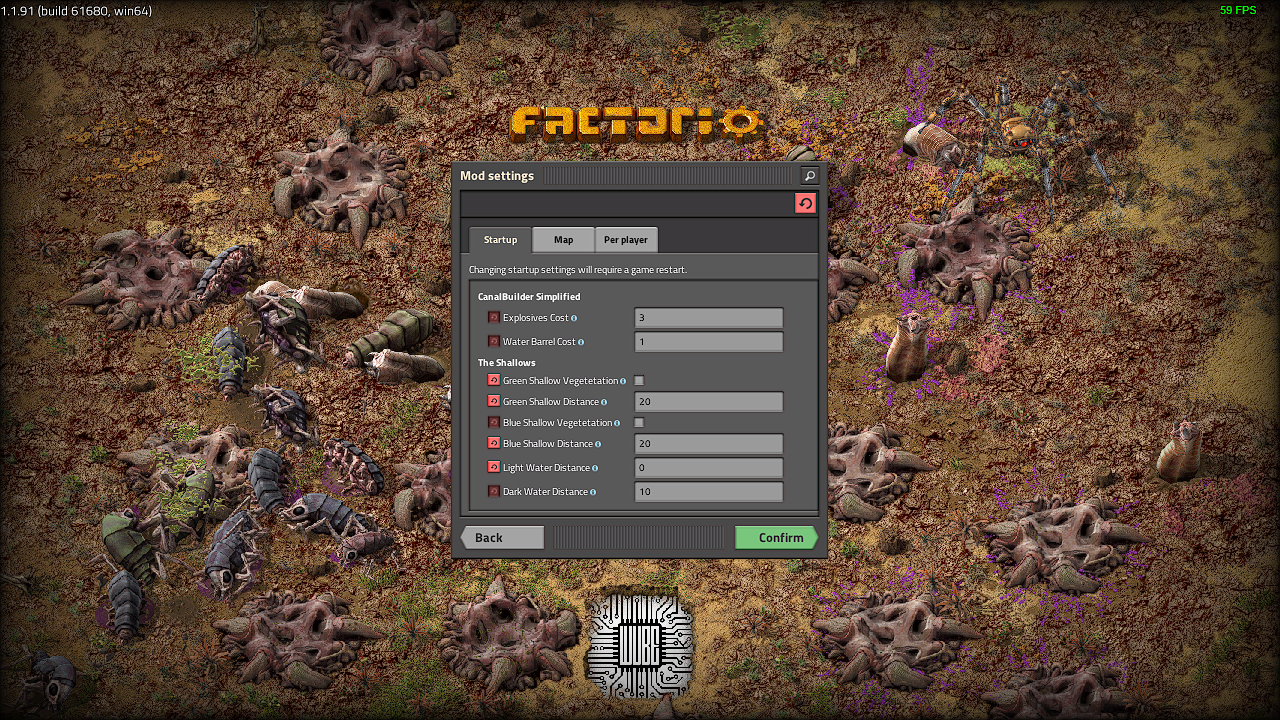 1.1.91 (build 61680, win64)
59 FPS
FACTORIO
Mod settings
Startup Map Per player
Changing startup settings will require a game restart.
CanalBuilder Simplified
Explosives Cost 3
Water Barrel Cost 1
The Shallows
Green Shallow Vegetetation
Green Shallow Distance 20
Blue Shallow Vegetetation
Blue Shallow Distance 20
Light Water Distance 0
Dark Water Distance 10
Back Confirm
WUBE